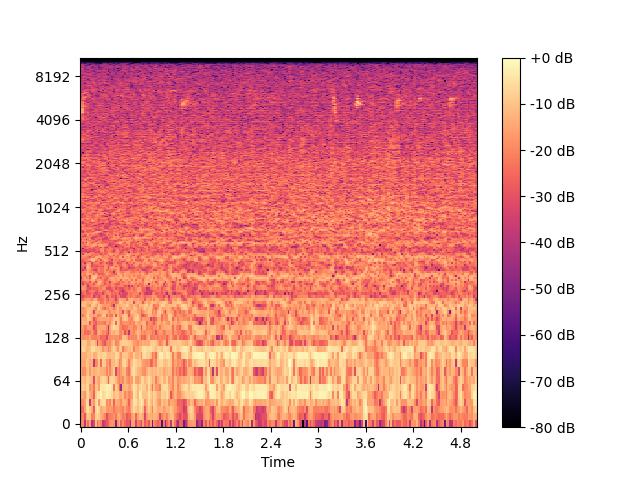 8192
4096
2048
1024
512
256
128
64
0
Hz
0 0.6 1.2 1.8 2.4 3 3.6 4.2 4.8
Time
+0 dB
-10 dB
-20 dB
-30 dB
-40 dB
-50 dB
-60 dB
-70 dB
-80 dB